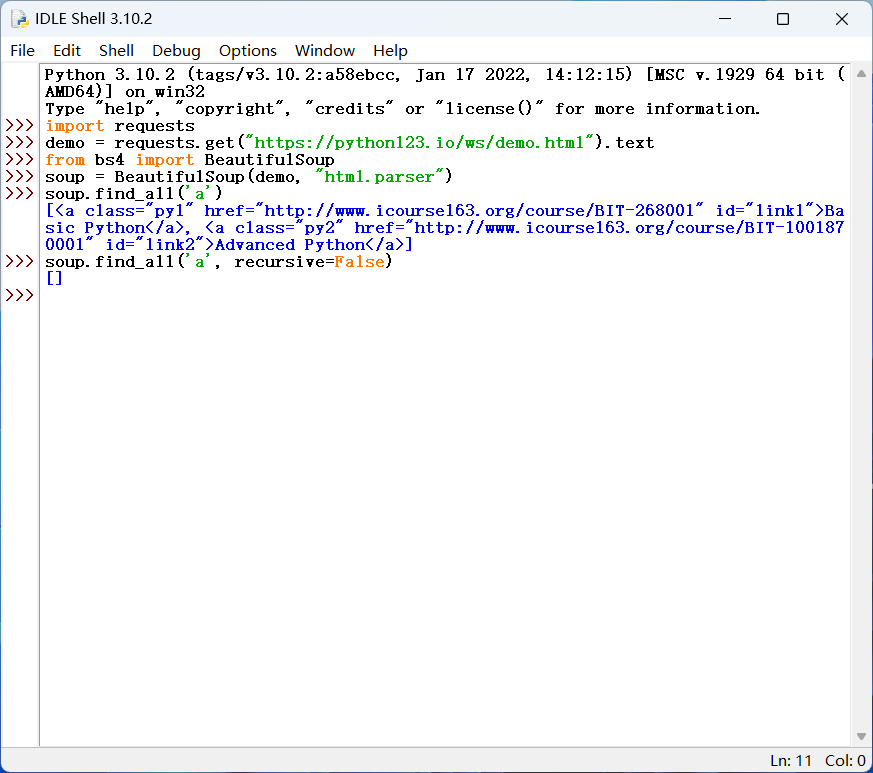 IDLE Shell 3.10.2
File Edit Shell Debug Options Window Help
Python 3.10.2 (tags/v3.10.2:a58ebcc, Jan 17 2022, 14:12:15) [MSC v.1929 64 bit (
AMD64)] on win32
Type "help", "copyright", "credits" or "license()" for more information.
>>> import requests
>>> demo = requests.get("https://python123.io/ws/demo.html").text
>>> from bs4 import BeautifulSoup
>>> soup = BeautifulSoup(demo, "html.parser")
>>> soup.find_all('a')
[<a class="py1" href="http://www.icourse163.org/course/BIT-268001" id="link1">Ba
sic Python</a>, <a class="py2" href="http://www.icourse163.org/course/BIT-100187
0001" id="link2">Advanced Python</a>]
>>> soup.find_all('a', recursive=False)
[]
>>>
Ln: 11 Col: 0